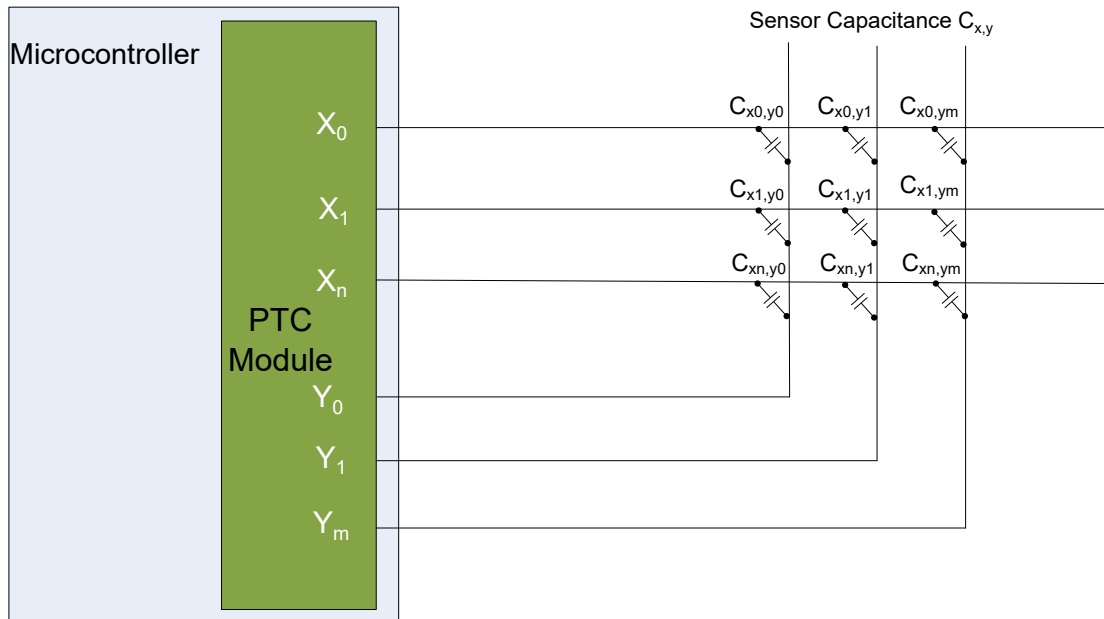 Sensor Capacitance Cx,y
Microcontroller
X0
Cx0,y0 Cx0,y1 Cx0,ym
X1
Cx1,y0 Cx1,y1 Cx1,ym
Xn
Cxn,y0 Cxn,y1 Cxn,ym
PTC
Module
Y0
Y1
Ym